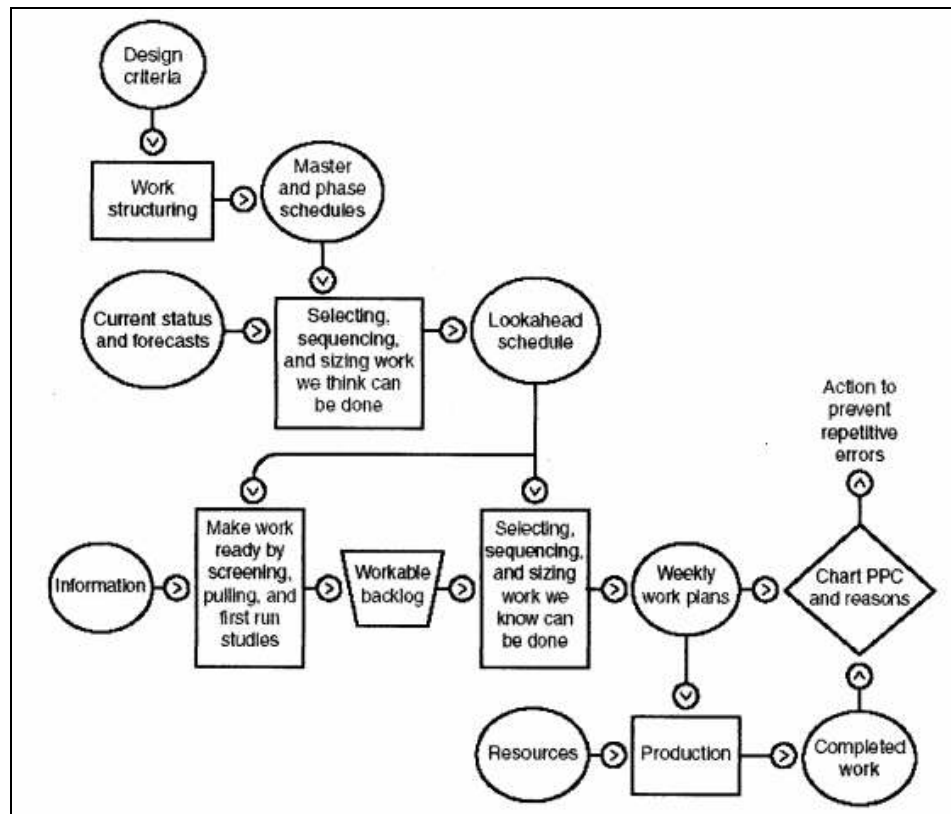 Design
criteria
Work
structuring
Master
and phase
schedules
Current status
and forecasts
Selecting,
sequencing,
and sizing work
we think can
be done
Lookahead
schedule
Action to
prevent
repetitive
errors
Information
Make work
ready by
screening,
pulling, and
first run
studies
Workable
backlog
Selecting,
sequencing,
and sizing
work we
know can
be done
Weekly
work plans
Chart PPC
and reasons
Resources
Production
Completed
work